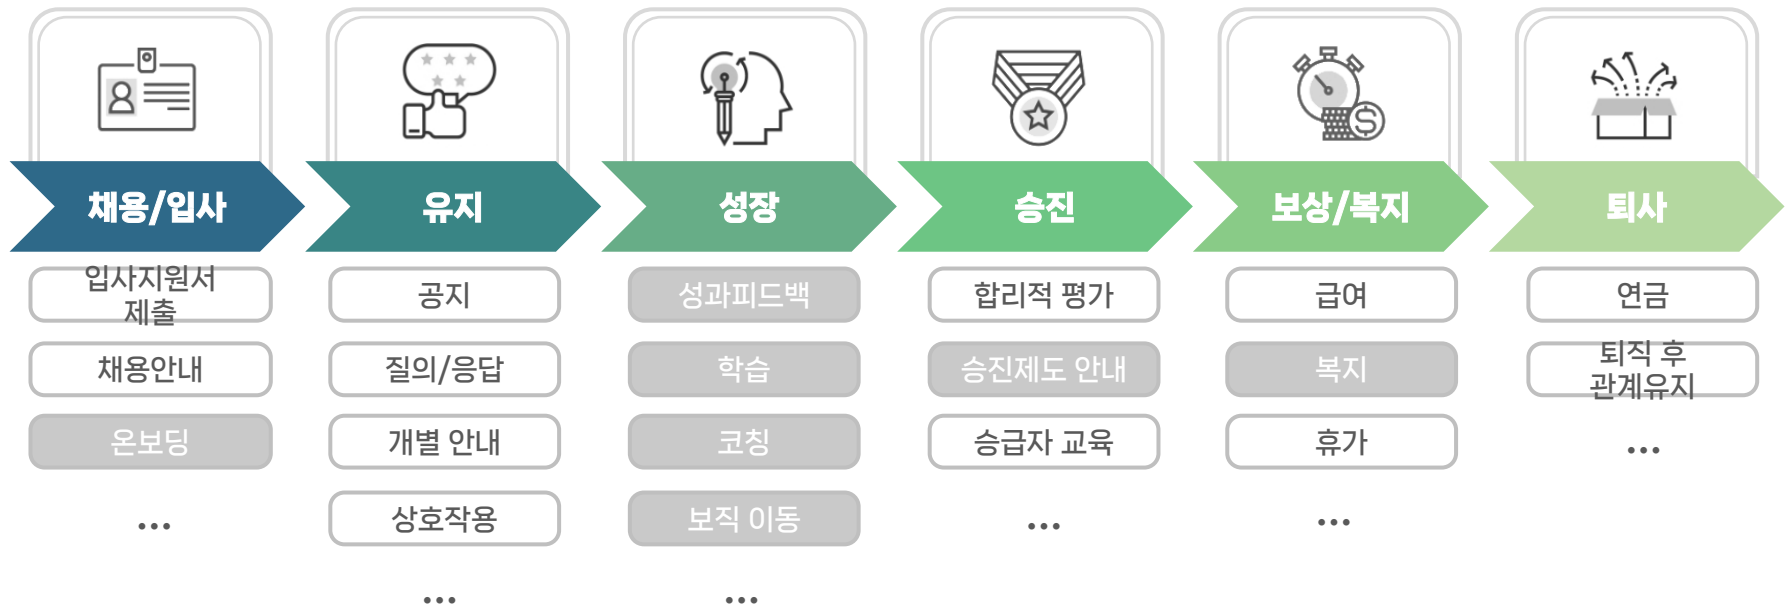 채용/입사
유지
성장
승진
보상/복지
퇴사
입사지원서
제출
채용안내
온보딩
...
공지
질의/응답
개별 안내
상호작용
...
성과피드백
학습
코칭
보직 이동
...
합리적 평가
승진제도 안내
승급자 교육
...
급여
복지
휴가
...
연금
퇴직 후
관계유지
...